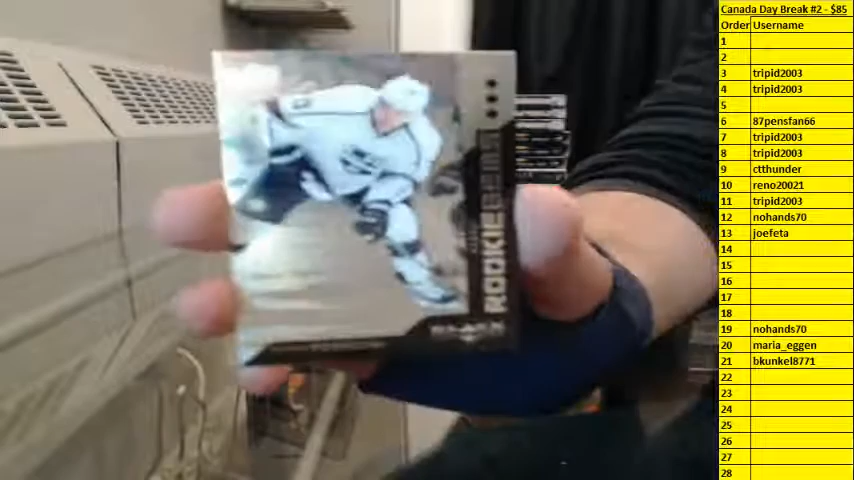 Canada Day Break #2 - $85
Order Username
1
2
3 tripid2003
4 tripid2003
5
6 87pensfan66
7 tripid2003
8 tripid2003
9 ctthunder
10 reno20021
11 tripid2003
12 nohands70
13 joefeta
14
15
16
17
18
19 nohands70
20 maria_eggen
21 bkunkel8771
22
23
24
25
26
27
28
ROOKIE GEMS
BLACK